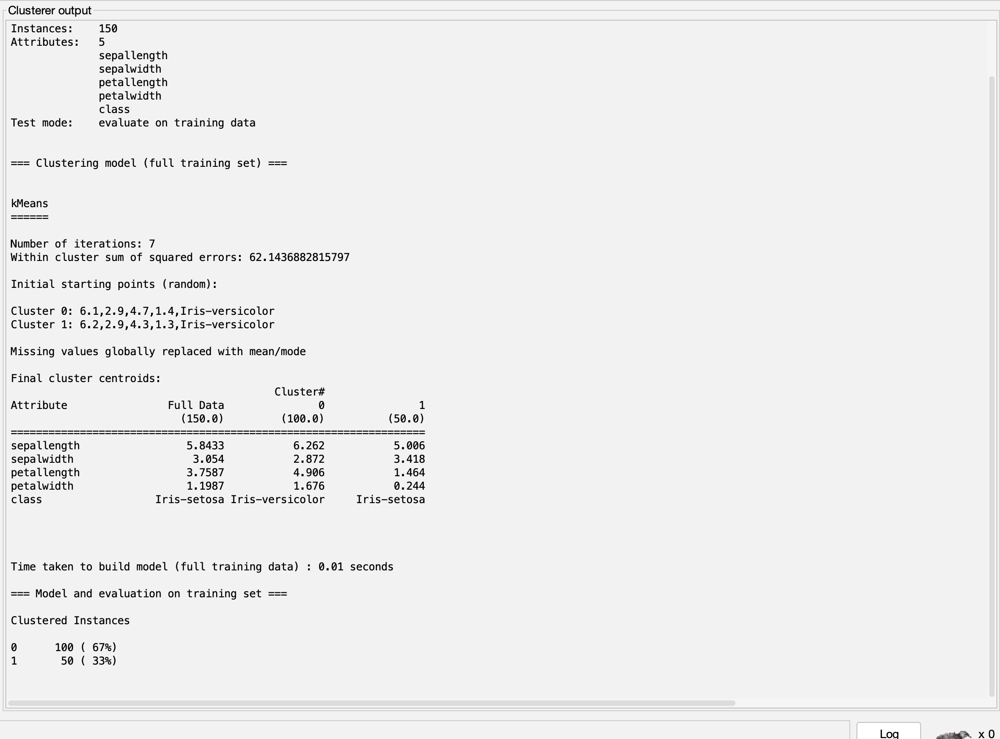 Clusterer output
Instances:    150
Attributes:   5
              sepallength
              sepalwidth
              petallength
              petalwidth
              class
Test mode:    evaluate on training data
=== Clustering model (full training set) ===
kMeans
======
Number of iterations: 7
Within cluster sum of squared errors: 62.1436882815797
Initial starting points (random):
Cluster 0: 6.1,2.9,4.7,1.4,Iris-versicolor
Cluster 1: 6.2,2.9,4.3,1.3,Iris-versicolor
Missing values globally replaced with mean/mode
Final cluster centroids:
                                          Cluster#
Attribute                Full Data               0               1
                           (150.0)         (100.0)          (50.0)
==================================================================
sepallength                 5.8433           6.262           5.006
sepalwidth                   3.054           2.872           3.418
petallength                 3.7587           4.906           1.464
petalwidth                  1.1987           1.676           0.244
class                  Iris-setosa Iris-versicolor     Iris-setosa
Time taken to build model (full training data) : 0.01 seconds
=== Model and evaluation on training set ===
Clustered Instances
0      100 ( 67%)
1       50 ( 33%)
Log
x 0